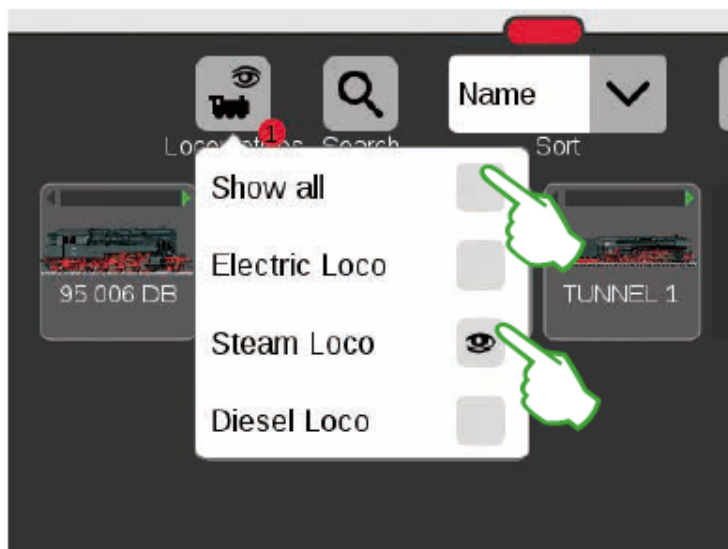 Name
1
Search
Sort
Show all
Electric Loco
Steam Loco
Diesel Loco
95 006 DB
TUNNEL 1